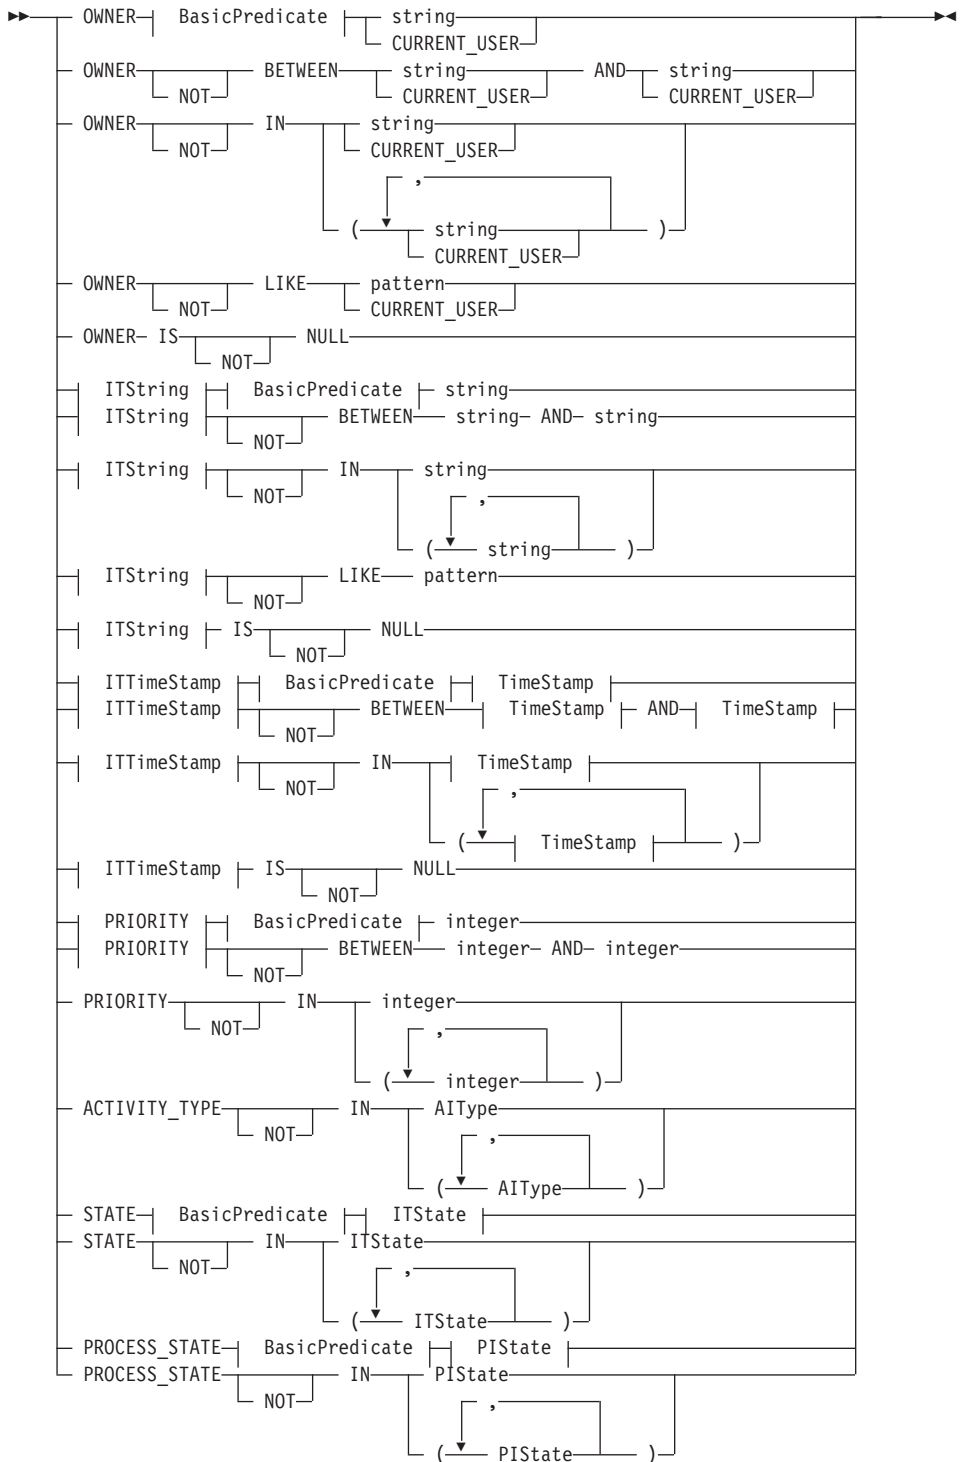 OWNER BasicPredicate string
CURRENT_USER
OWNER BETWEEN string AND string
NOT CURRENT_USER CURRENT_USER
OWNER IN string
NOT CURRENT_USER
,
( string )
CURRENT_USER
OWNER LIKE pattern
NOT CURRENT_USER
OWNER IS NULL
NOT
ITString BasicPredicate string
ITString BETWEEN string AND string
NOT
ITString IN string
NOT ,
( string )
ITString LIKE pattern
NOT
ITString IS NULL
NOT
ITTimeStamp BasicPredicate TimeStamp
ITTimeStamp BETWEEN TimeStamp AND TimeStamp
NOT
ITTimeStamp IN TimeStamp
NOT ,
( TimeStamp )
ITTimeStamp IS NULL
NOT
PRIORITY BasicPredicate integer
PRIORITY BETWEEN integer AND integer
NOT
PRIORITY IN integer
NOT ,
( integer )
ACTIVITY_TYPE IN AIType
NOT ,
( AIType )
STATE BasicPredicate ITState
STATE IN ITState
NOT ,
( ITState )
PROCESS_STATE BasicPredicate PIState
PROCESS_STATE IN PIState
NOT ,
( PIState )